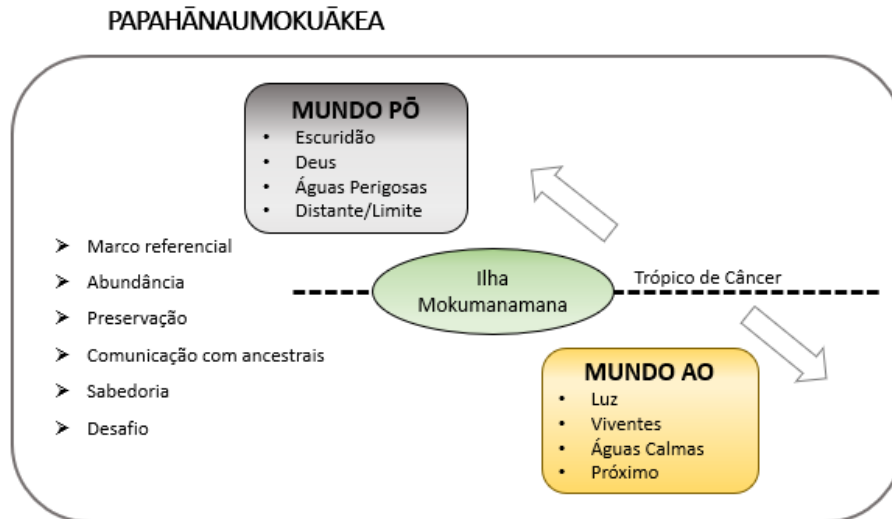 PAPAHĀNAUMOKUĀKEA
MUNDO PŌ
• Escuridão
• Deus
• Águas Perigosas
• Distante/Limite
➢ Marco referencial
➢ Abundância
➢ Preservação
➢ Comunicação com ancestrais
➢ Sabedoria
➢ Desafio
Ilha
Mokumanamana
Trópico de Câncer
MUNDO AO
• Luz
• Viventes
• Águas Calmas
• Próximo